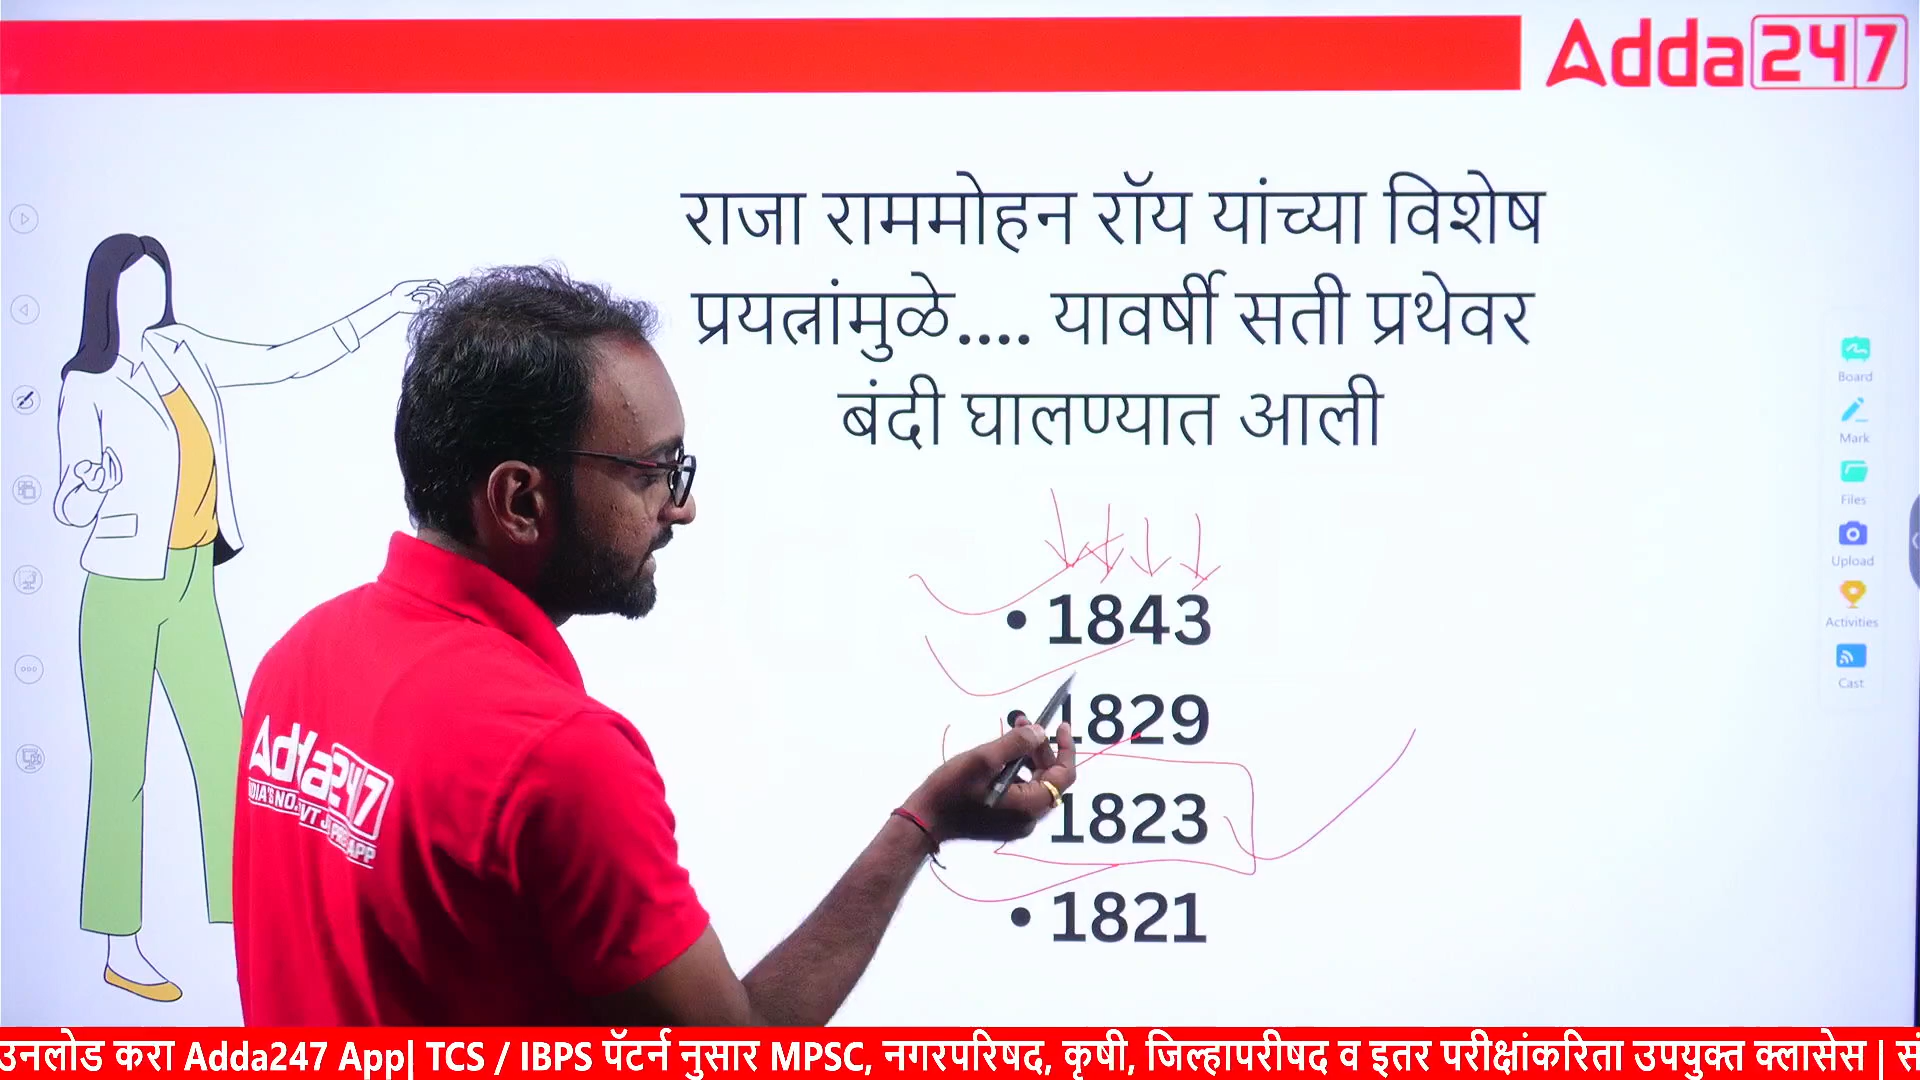 Adda247
राजा राममोहन रॉय यांच्या विशेष
प्रयत्नांमुळे.... यावर्षी सती प्रथेवर
बंदी घालण्यात आली
• 1843
• 1829
1823
• 1821
Board
Mark
Files
Upload
Activities
Cast
Adda247
उनलोड करा Adda247 App| TCS / IBPS पॅटर्न नुसार MPSC, नगरपरिषद, कृषी, जिल्हापरीषद व इतर परीक्षांकरिता उपयुक्त क्लासेस | सं